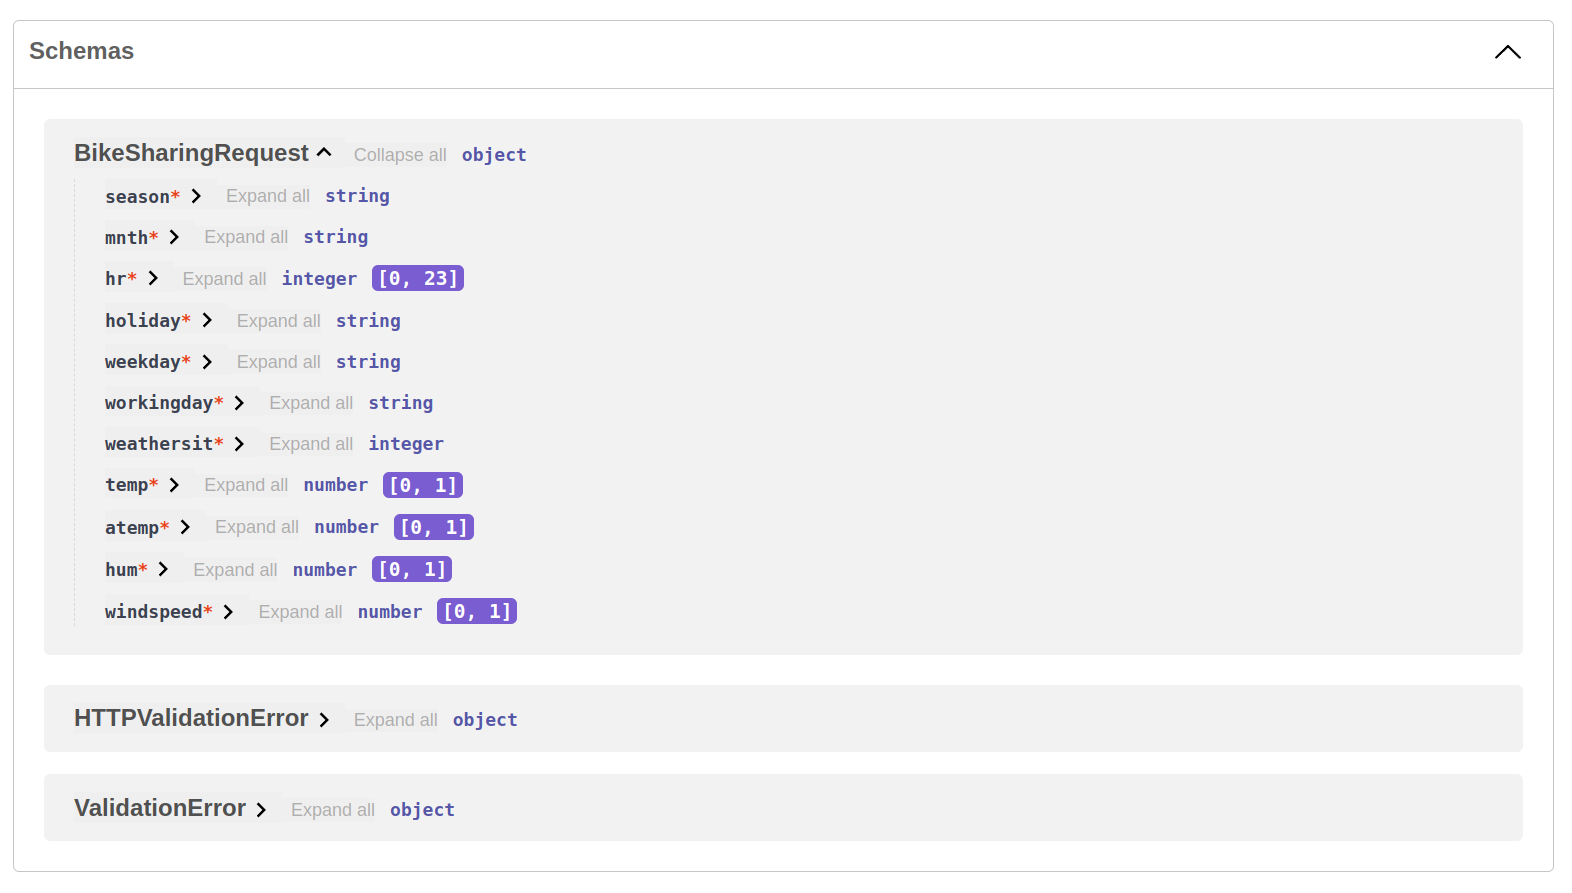 Schemas
BikeSharingRequest Collapse all object
season* Expand all string
mnth* Expand all string
hr* Expand all integer [0, 23]
holiday* Expand all string
weekday* Expand all string
workingday* Expand all string
weathersit* Expand all integer
temp* Expand all number [0, 1]
atemp* Expand all number [0, 1]
hum* Expand all number [0, 1]
windspeed* Expand all number [0, 1]
HTTPValidationError Expand all object
ValidationError Expand all object